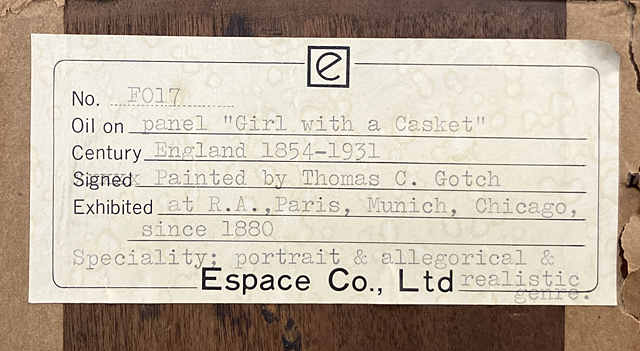 e
No. F017
Oil on panel "Girl with a Casket"
Century England 1854-1931
Signed Painted by Thomas C. Gotch
Exhibited at R.A.,Paris, Munich, Chicago,
since 1880
Speciality; portrait & allegorical &
Espace Co., Ltd realistic
genre.